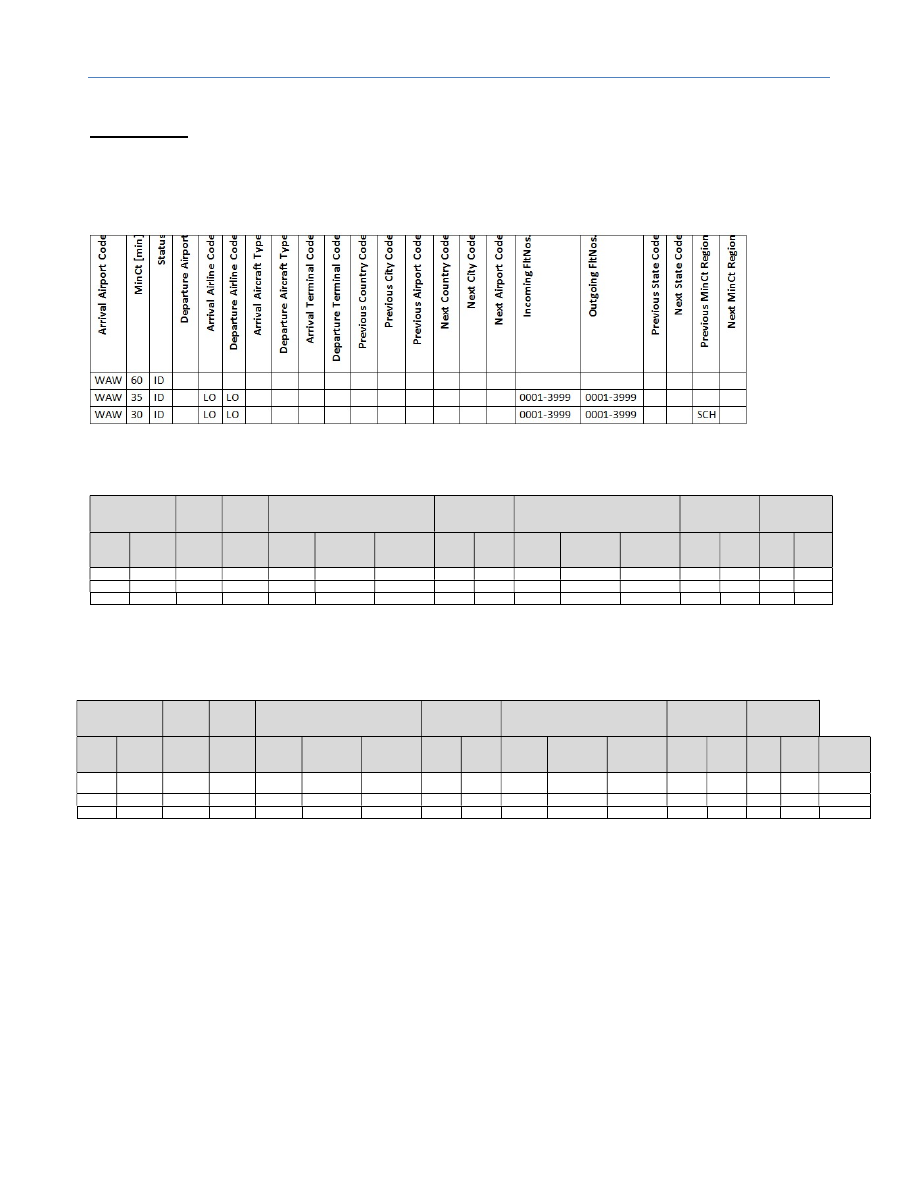 Arrival Airport Code
MinCt [min]
Status
Departure Airport
Arrival Airline Code
Departure Airline Code
Arrival Aircraft Type
Departure Aircraft Type
Arrival Terminal Code
Departure Terminal Code
Previous Country Code
Previous City Code
Previous Airport Code
Next Country Code
Next City Code
Next Airport Code
Incoming FltNos.
Outgoing FltNos.
Previous State Code
Next State Code
Previous MinCt Region
Next MinCt Region
WAW 60 ID
WAW 35 ID LO LO 0001-3999 0001-3999
WAW 30 ID LO LO 0001-3999 0001-3999 SCH